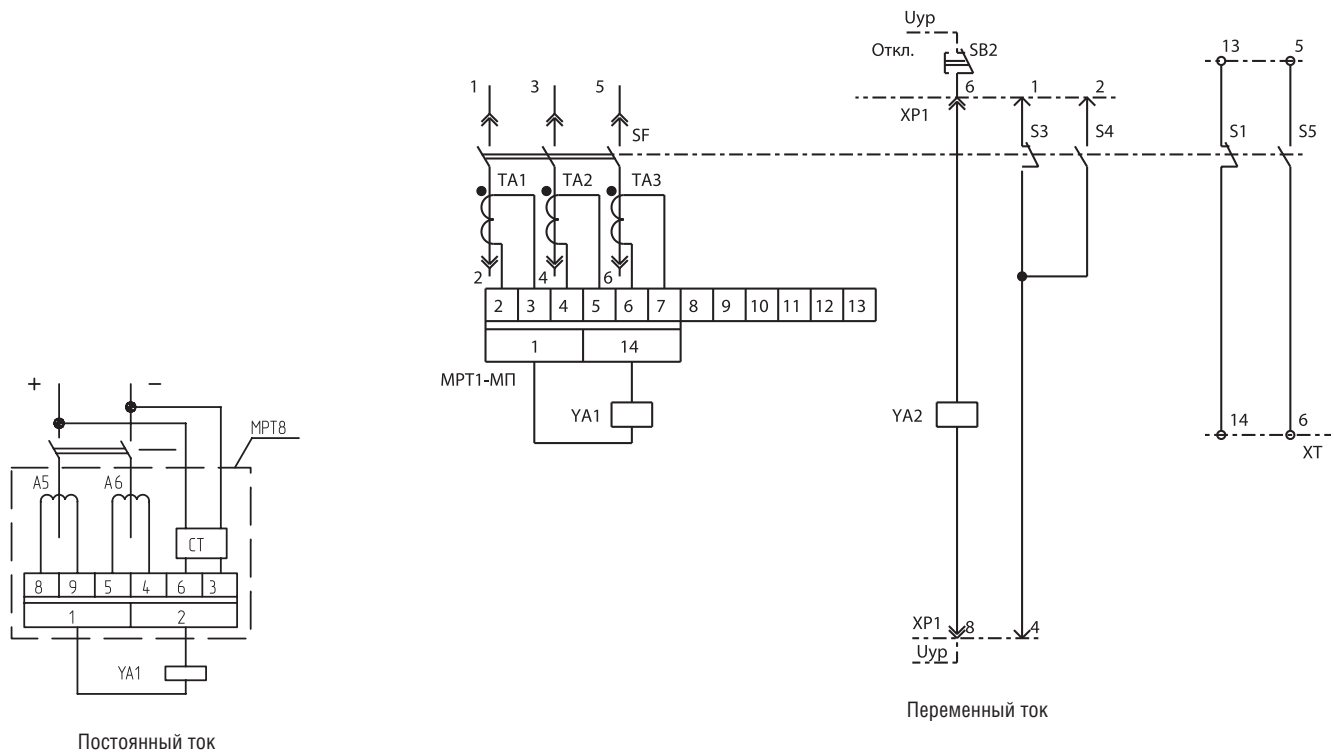 Uур
Откл.
SB2
13
5
1
3
5
6
1
2
XP1
SF
S3
S4
S1
S5
TA1
TA2
TA3
2
4
6
2
3
4
5
6
7
8
9
10
11
12
13
1
14
МРТ1-МП
YA1
YA2
14
6
XT
+
–
МРТ8
А5
А6
СТ
8
9
5
4
6
3
1
2
YA1
XP1
8
4
Uур
Переменный ток
Постоянный ток